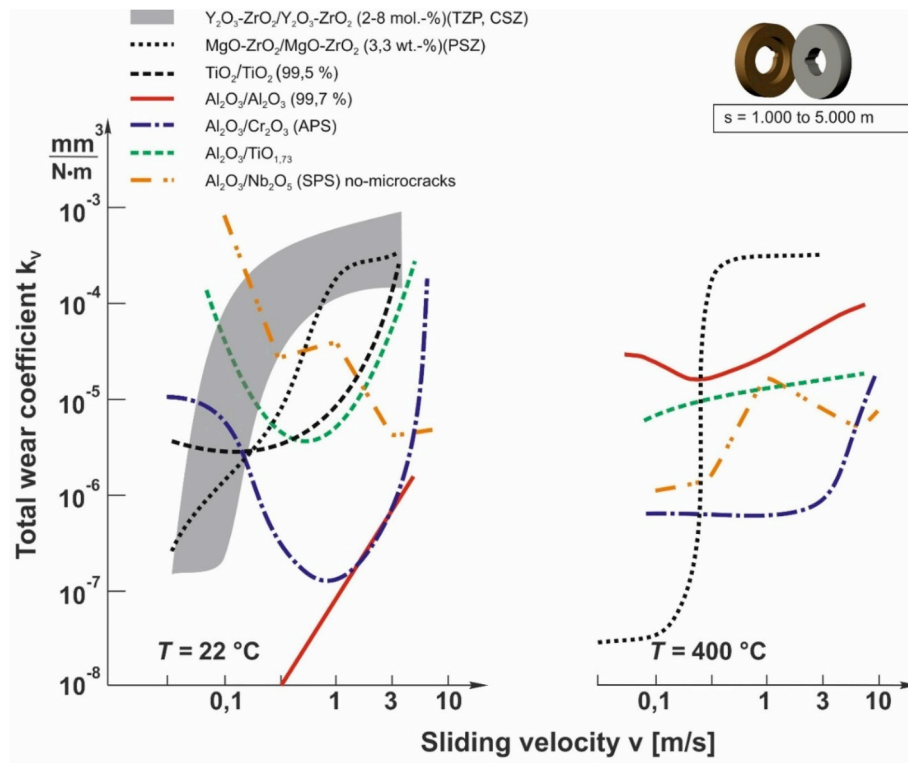 Y₂O₃-ZrO₂/Y₂O₃-ZrO₂ (2-8 mol.-%)(TZP, CSZ)
MgO-ZrO₂/MgO-ZrO₂ (3,3 wt.-%)(PSZ)
TiO₂/TiO₂ (99,5 %)
Al₂O₃/Al₂O₃ (99,7 %)
Al₂O₃/Cr₂O₃ (APS)
Al₂O₃/TiO₁,₇₃
Al₂O₃/Nb₂O₅ (SPS) no-microcracks
s = 1.000 to 5.000 m
mm³
N•m
Total wear coefficient kᵥ
10⁻³
10⁻⁴
10⁻⁵
10⁻⁶
10⁻⁷
10⁻⁸
T = 22 °C
T = 400 °C
0,1 1 3 10
0,1 1 3 10
Sliding velocity v [m/s]